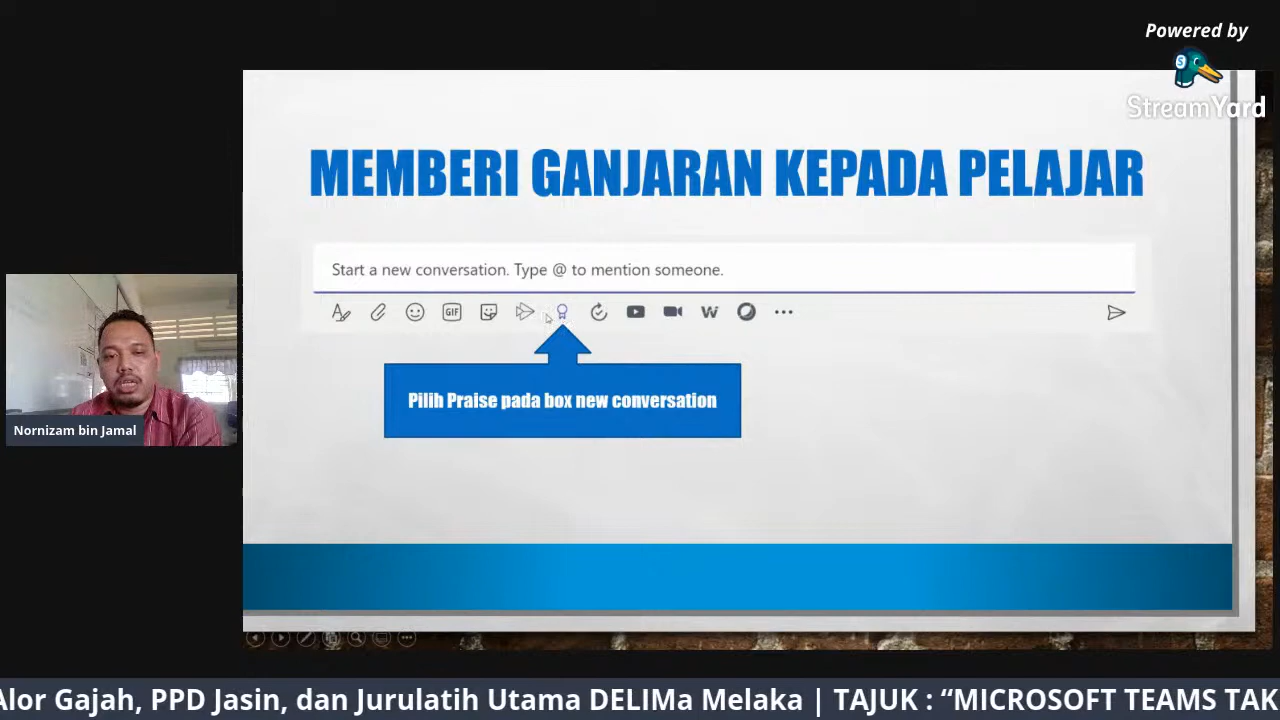 Powered by
StreamYard
MEMBERI GANJARAN KEPADA PELAJAR
Start a new conversation. Type @ to mention someone.
GIF
W
Pilih Praise pada box new conversation
Nornizam bin Jamal
Alor Gajah, PPD Jasin, dan Jurulatih Utama DELIMa Melaka | TAJUK : “MICROSOFT TEAMS TAK